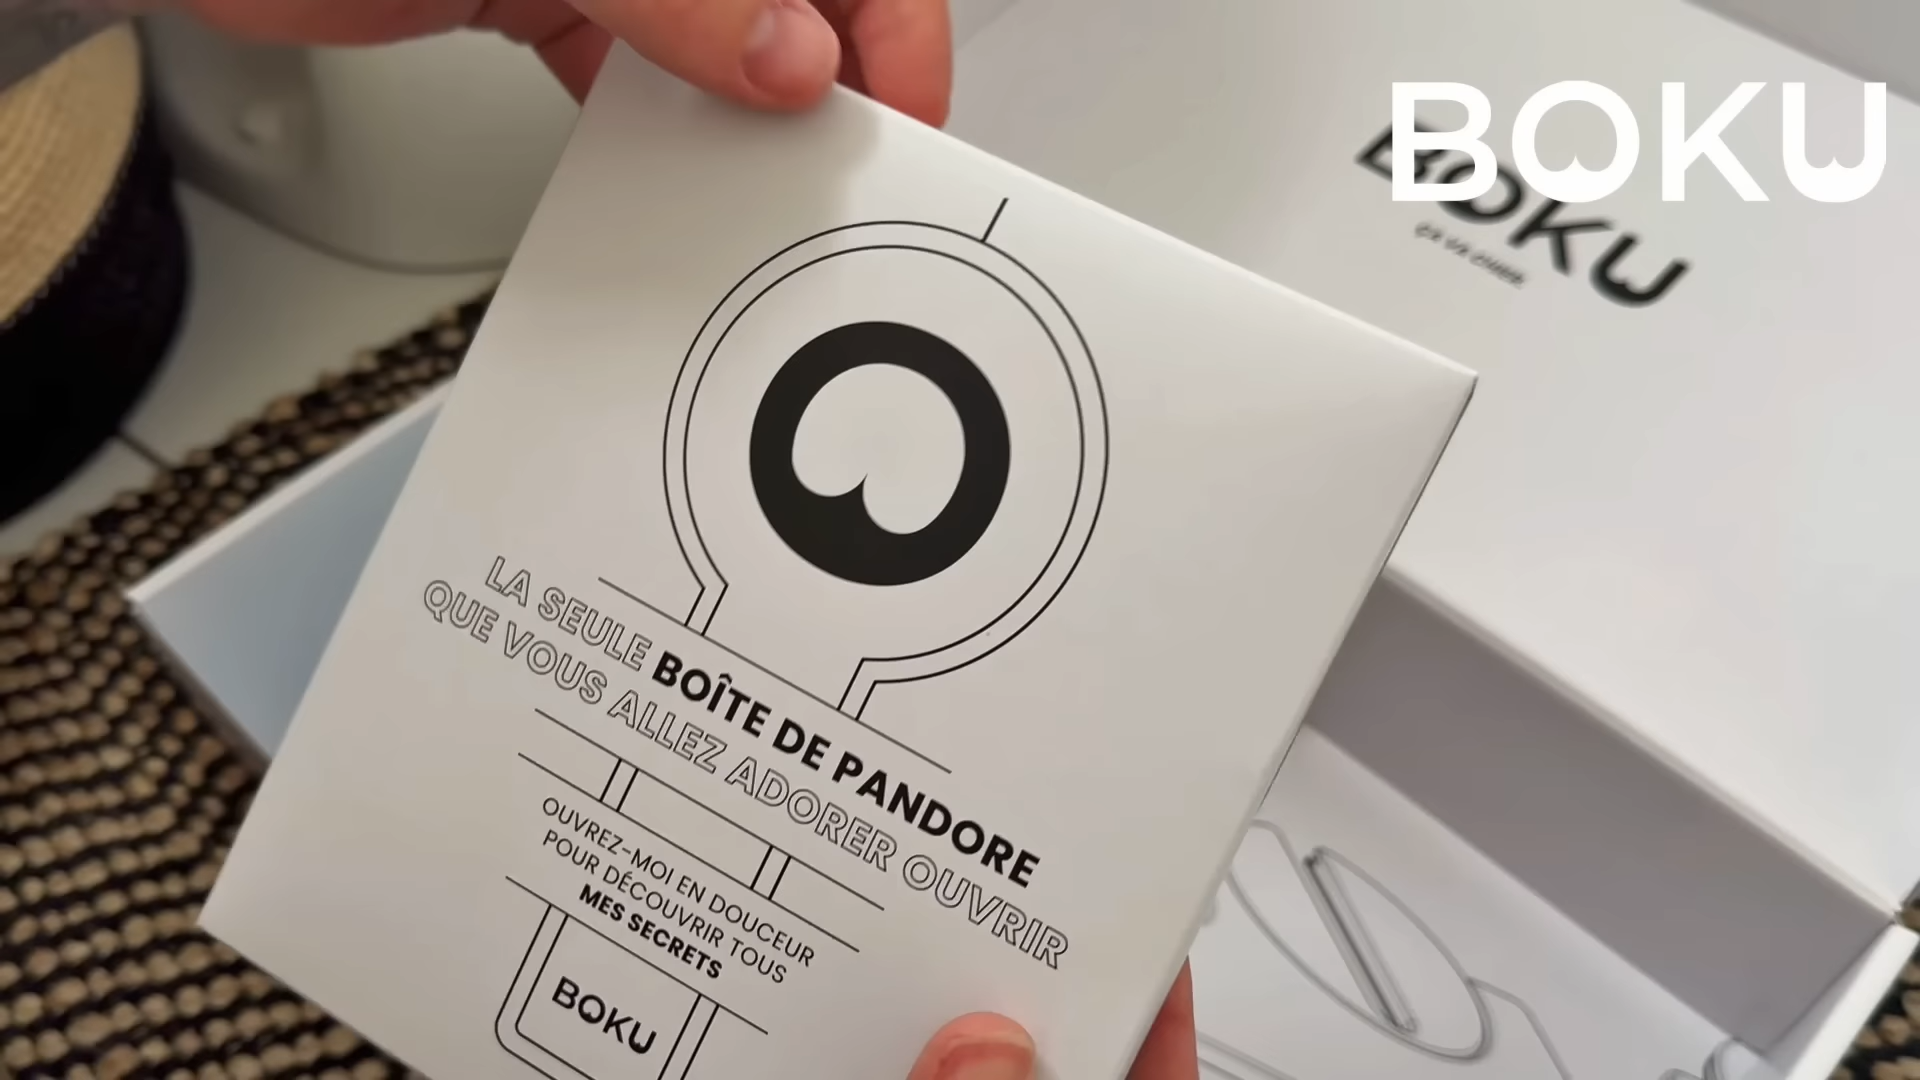 BOKU
BOKU
LA SEULE BOÎTE DE PANDORE
QUE VOUS ALLEZ ADORER OUVRIR
OUVREZ-MOI EN DOUCEUR
POUR DÉCOUVRIR TOUS
MES SECRETS
BOKU